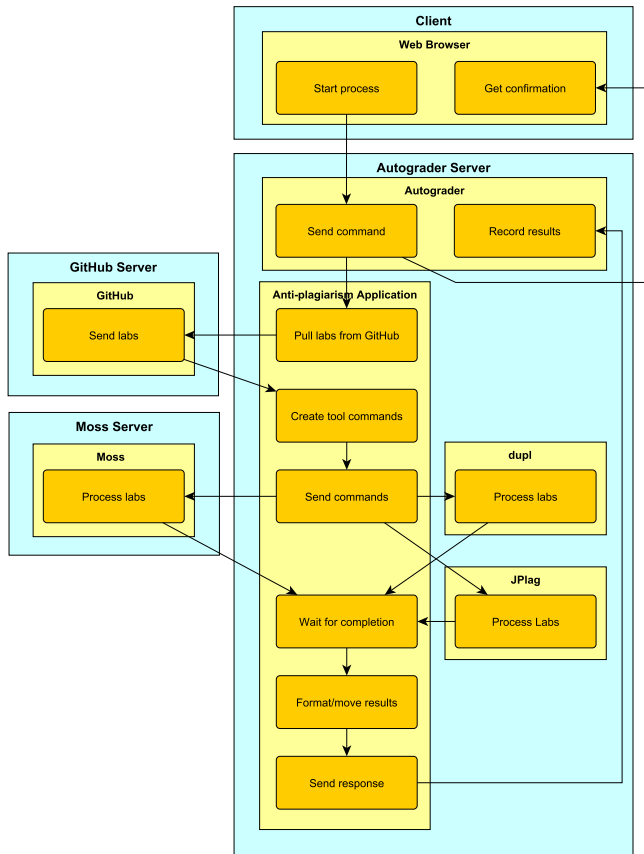 Client
Web Browser
Start process
Get confirmation
Autograder Server
Autograder
Send command
Record results
GitHub Server
GitHub
Send labs
Anti-plagiarism Application
Pull labs from GitHub
Create tool commands
Moss Server
Moss
Process labs
Send commands
dupl
Process labs
JPlag
Process Labs
Wait for completion
Format/move results
Send response